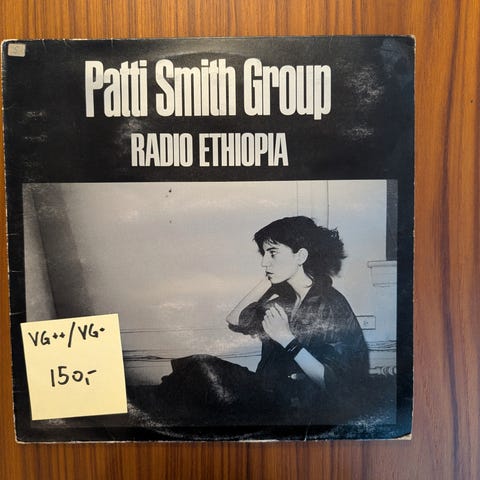 Patti Smith Group
RADIO ETHIOPIA
VG++/VG+
150,-